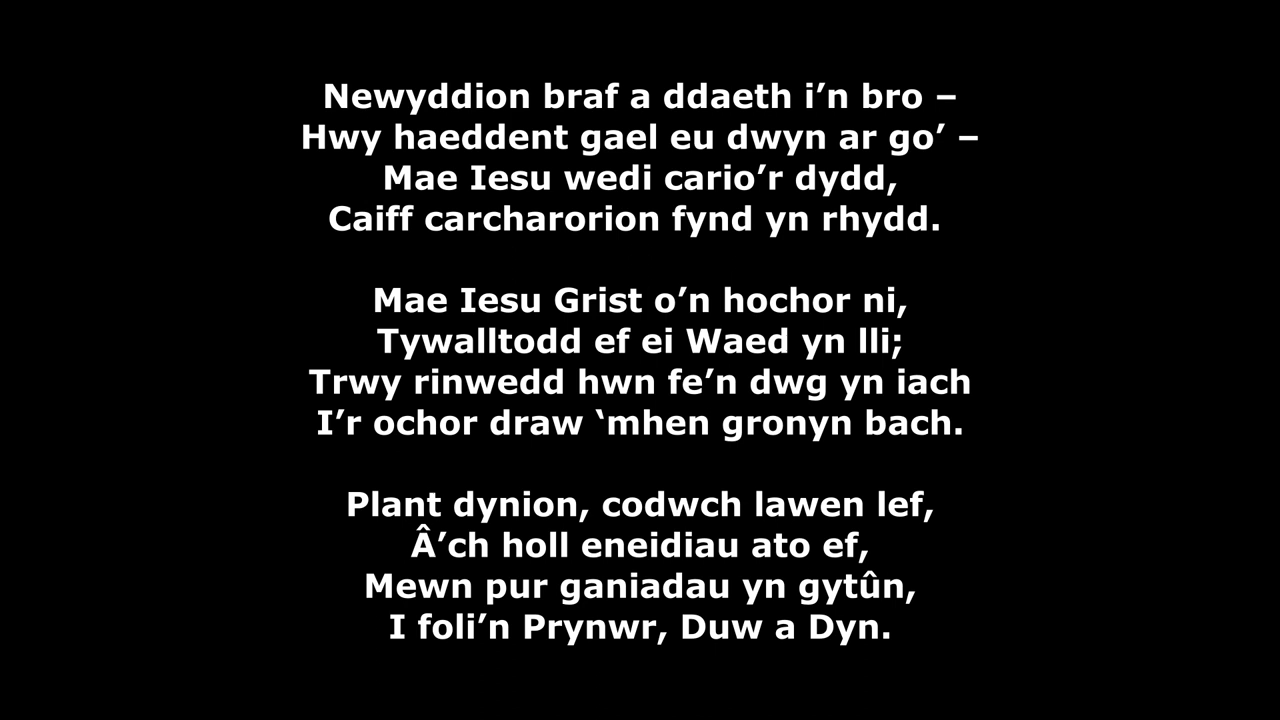 Newyddion braf a ddaeth i’n bro –
Hwy haeddent gael eu dwyn ar go’ –
Mae Iesu wedi cario’r dydd,
Caiff carcharorion fynd yn rhydd.
Mae Iesu Grist o’n hochor ni,
Tywalltodd ef ei Waed yn lli;
Trwy rinwedd hwn fe’n dwg yn iach
I’r ochor draw ‘mhen gronyn bach.
Plant dynion, codwch lawen lef,
Â’ch holl eneidiau ato ef,
Mewn pur ganiadau yn gytûn,
I foli’n Prynwr, Duw a Dyn.